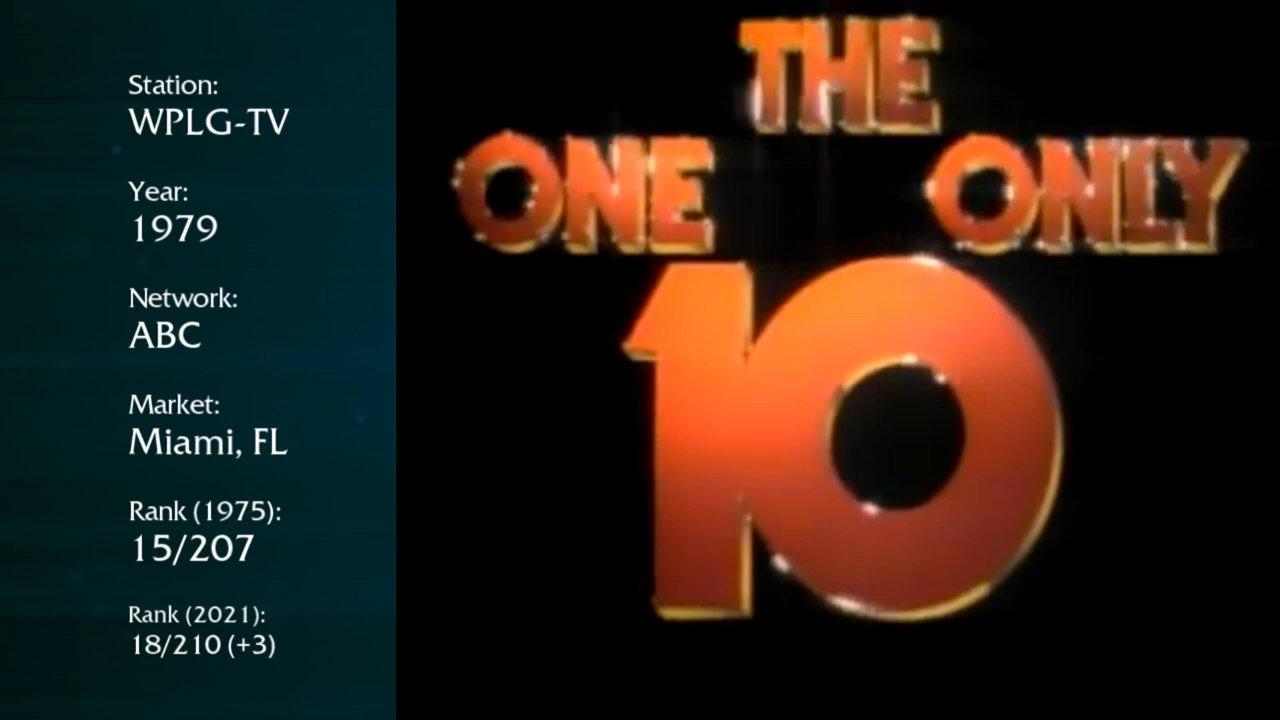 Station:
WPLG-TV
Year:
1979
Network:
ABC
Market:
Miami, FL
Rank (1975):
15/207
Rank (2021):
18/210 (+3)
THE
ONE ONLY
10